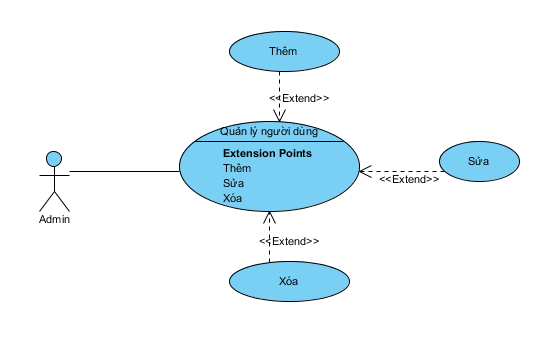 Thêm
<<Extend>>
Quản lý người dùng
Extension Points
Thêm
Sửa
Xóa
Sửa
<<Extend>>
Admin
<<Extend>>
Xóa